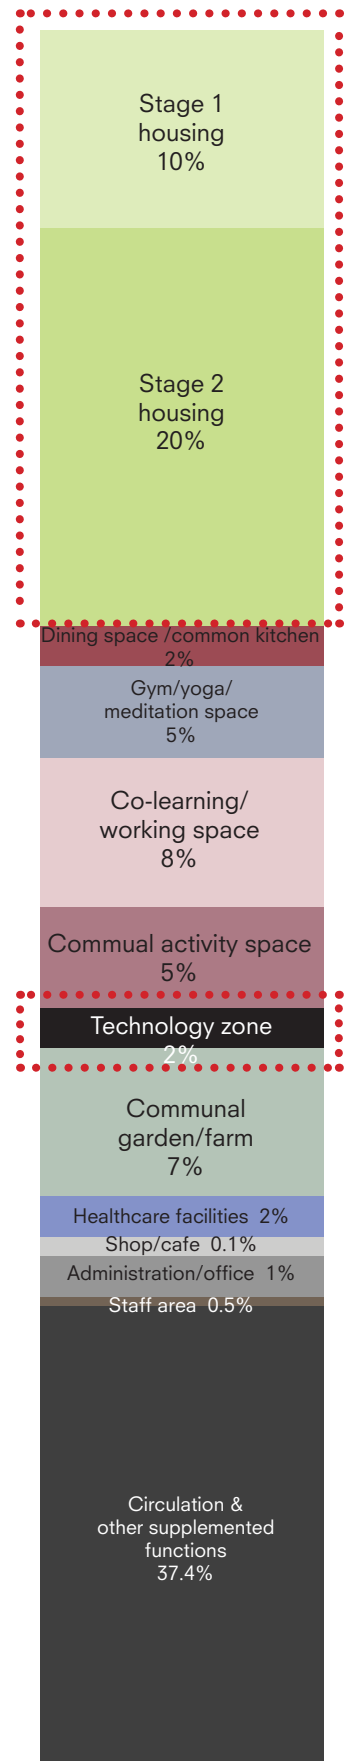 Stage 1
housing
10%
Stage 2
housing
20%
Dining space /common kitchen
2%
Gym/yoga/
meditation space
5%
Co-learning/
working space
8%
Commual activity space
5%
Technology zone
2%
Communal
garden/farm
7%
Healthcare facilities 2%
Shop/cafe 0.1%
Administration/office 1%
Staff area 0.5%
Circulation &
other supplemented
functions
37.4%